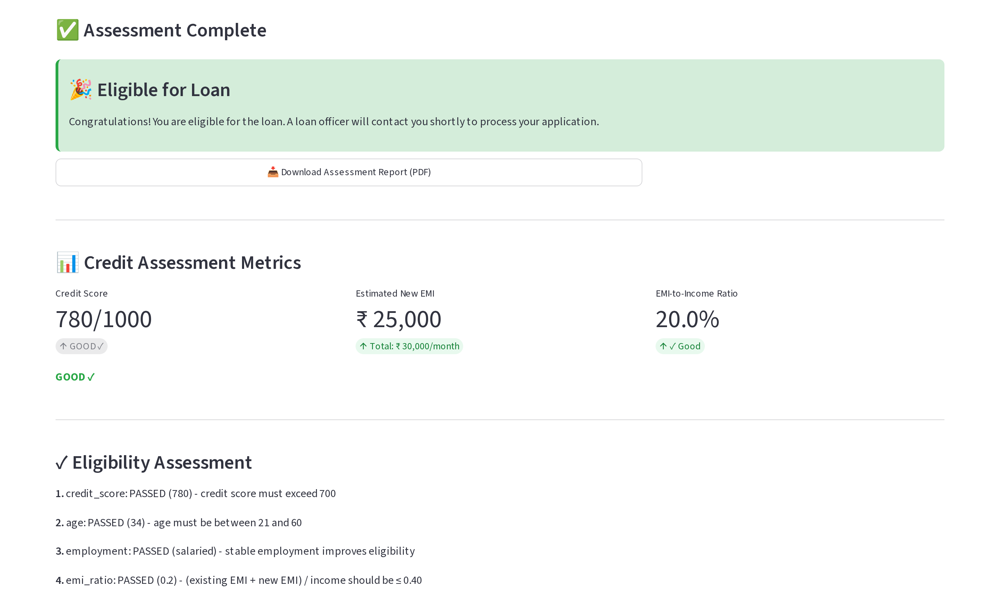 ✅ Assessment Complete
🎉 Eligible for Loan
Congratulations! You are eligible for the loan. A loan officer will contact you shortly to process your application.
📥 Download Assessment Report (PDF)
📊 Credit Assessment Metrics
Credit Score
780/1000
↑ GOOD ✓
GOOD ✓
Estimated New EMI
₹ 25,000
↑ Total: ₹ 30,000/month
EMI-to-Income Ratio
20.0%
↑ ✓ Good
✓ Eligibility Assessment
1. credit_score: PASSED (780) - credit score must exceed 700
2. age: PASSED (34) - age must be between 21 and 60
3. employment: PASSED (salaried) - stable employment improves eligibility
4. emi_ratio: PASSED (0.2) - (existing EMI + new EMI) / income should be ≤ 0.40